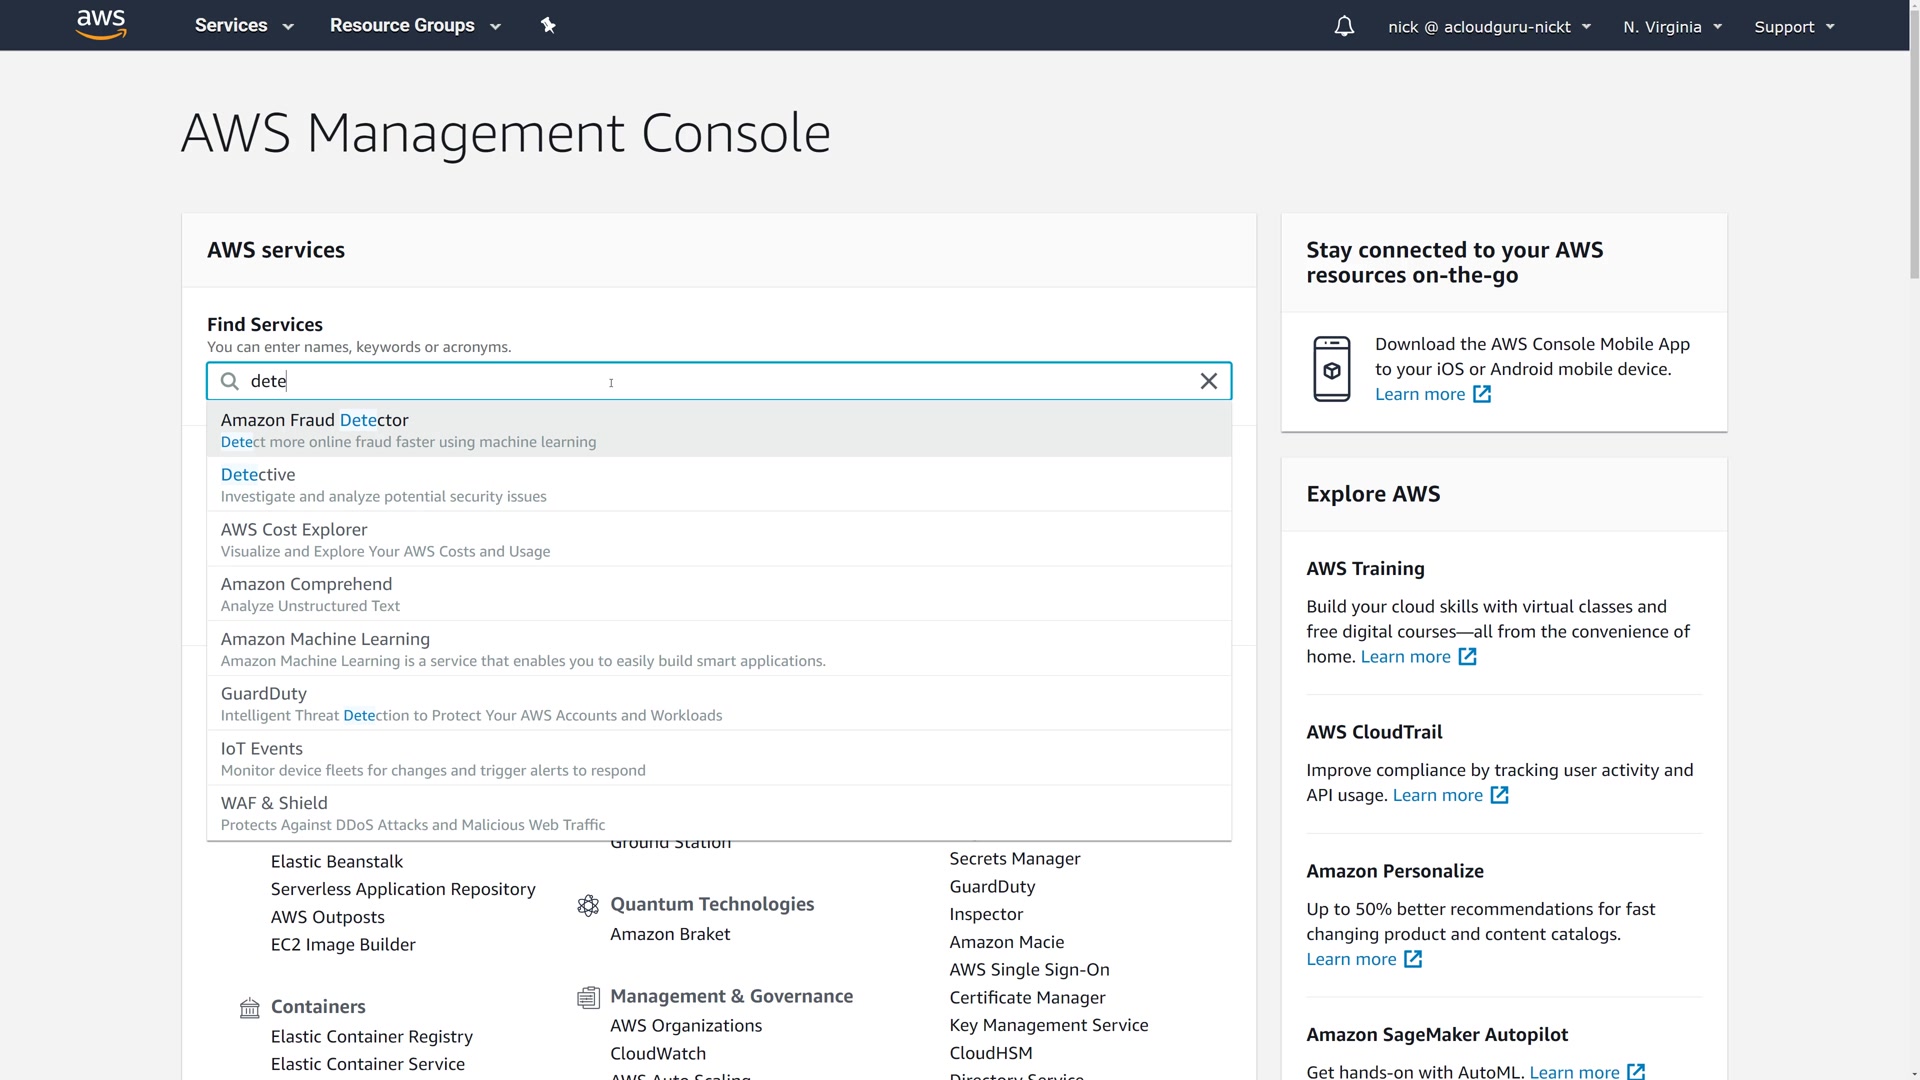 aws
Services
Resource Groups
nick @ acloudguru-nickt
N. Virginia
Support
AWS Management Console
AWS services
Find Services
You can enter names, keywords or acronyms.
dete
Amazon Fraud Detector
Detect more online fraud faster using machine learning
Detective
Investigate and analyze potential security issues
AWS Cost Explorer
Visualize and Explore Your AWS Costs and Usage
Amazon Comprehend
Analyze Unstructured Text
Amazon Machine Learning
Amazon Machine Learning is a service that enables you to easily build smart applications.
GuardDuty
Intelligent Threat Detection to Protect Your AWS Accounts and Workloads
IoT Events
Monitor device fleets for changes and trigger alerts to respond
WAF & Shield
Protects Against DDoS Attacks and Malicious Web Traffic
Elastic Beanstalk
Serverless Application Repository
AWS Outposts
EC2 Image Builder
Containers
Elastic Container Registry
Elastic Container Service
Ground Station
Quantum Technologies
Amazon Braket
Management & Governance
AWS Organizations
CloudWatch
AWS Auto Scaling
Secrets Manager
GuardDuty
Inspector
Amazon Macie
AWS Single Sign-On
Certificate Manager
Key Management Service
CloudHSM
Directory Service
Stay connected to your AWS
resources on-the-go
Download the AWS Console Mobile App
to your iOS or Android mobile device.
Learn more
Explore AWS
AWS Training
Build your cloud skills with virtual classes and
free digital courses—all from the convenience of
home. Learn more
AWS CloudTrail
Improve compliance by tracking user activity and
API usage. Learn more
Amazon Personalize
Up to 50% better recommendations for fast
changing product and content catalogs.
Learn more
Amazon SageMaker Autopilot
Get hands-on with AutoML. Learn more